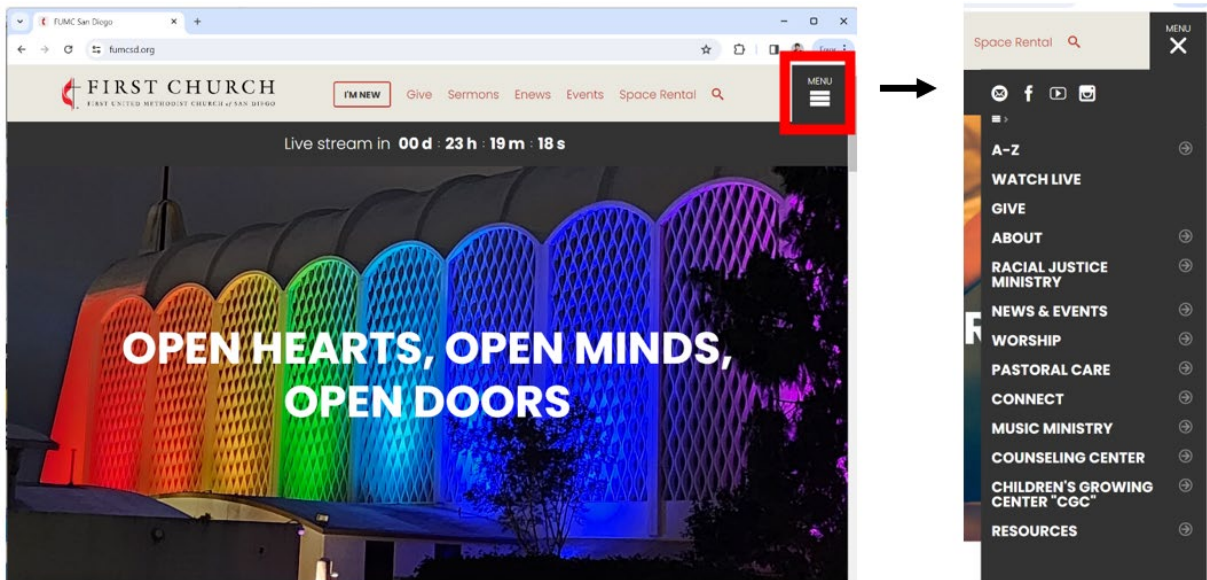 FUMC San Diego
fumcsd.org
FIRST CHURCH
FIRST UNITED METHODIST CHURCH of SAN DIEGO
I'M NEW Give Sermons Enews Events Space Rental
MENU
Live stream in 00 d : 23 h : 19 m : 18 s
OPEN HEARTS, OPEN MINDS,
OPEN DOORS
Space Rental
MENU
A-Z
WATCH LIVE
GIVE
ABOUT
RACIAL JUSTICE
MINISTRY
NEWS & EVENTS
WORSHIP
PASTORAL CARE
CONNECT
MUSIC MINISTRY
COUNSELING CENTER
CHILDREN'S GROWING
CENTER "CGC"
RESOURCES